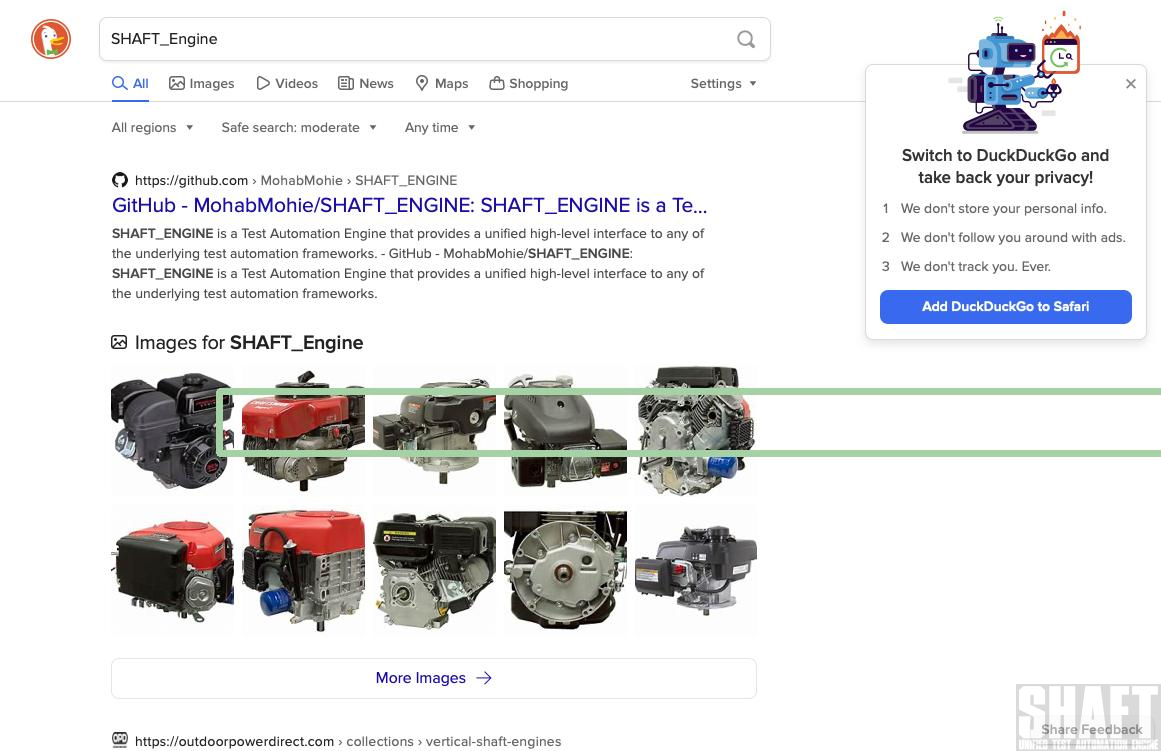 SHAFT_Engine
All
Images
Videos
News
Maps
Shopping
Settings
All regions
Safe search: moderate
Any time
https://github.com › MohabMohie › SHAFT_ENGINE
GitHub - MohabMohie/SHAFT_ENGINE: SHAFT_ENGINE is a Te...
SHAFT_ENGINE is a Test Automation Engine that provides a unified high-level interface to any of
the underlying test automation frameworks. - GitHub - MohabMohie/SHAFT_ENGINE:
SHAFT_ENGINE is a Test Automation Engine that provides a unified high-level interface to any of
the underlying test automation frameworks.
Images for SHAFT_Engine
More Images
https://outdoorpowerdirect.com › collections › vertical-shaft-engines
Switch to DuckDuckGo and
take back your privacy!
1 We don't store your personal info.
2 We don't follow you around with ads.
3 We don't track you. Ever.
Add DuckDuckGo to Safari
SHAFT
Share Feedback